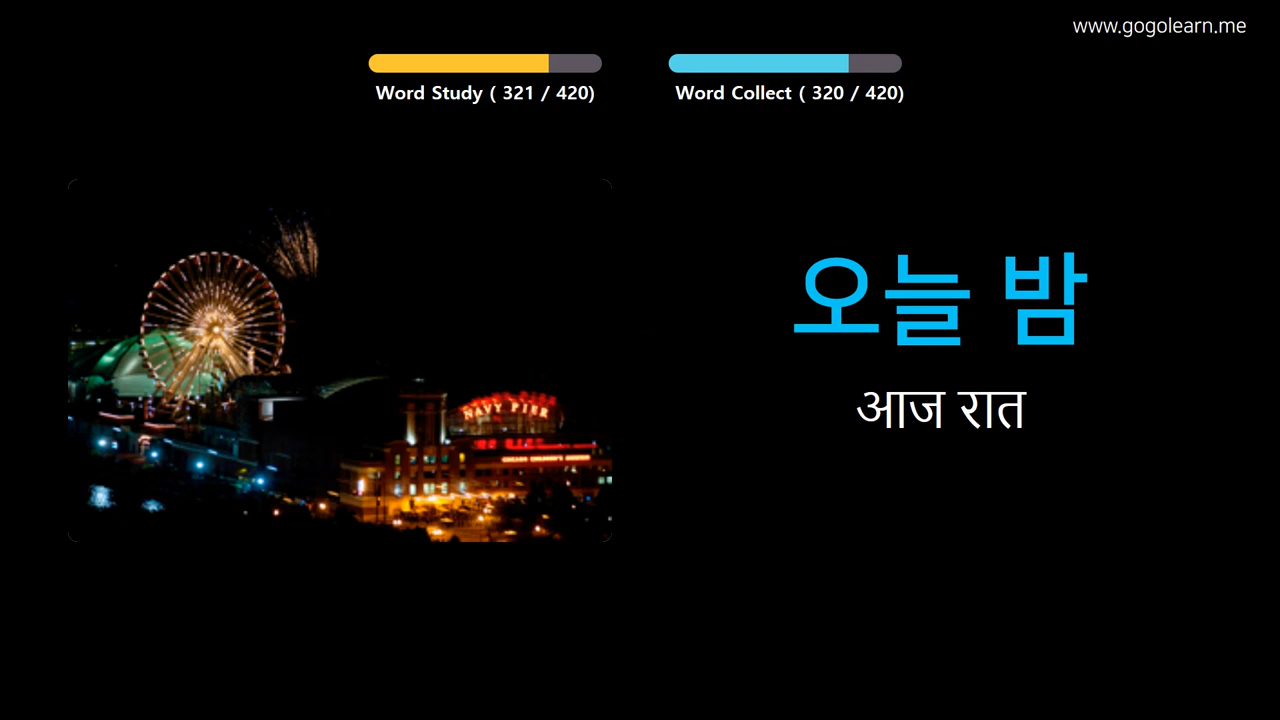 www.gogolearn.me
Word Study ( 321 / 420)
Word Collect ( 320 / 420)
오늘 밤
आज रात
NAVY PIER